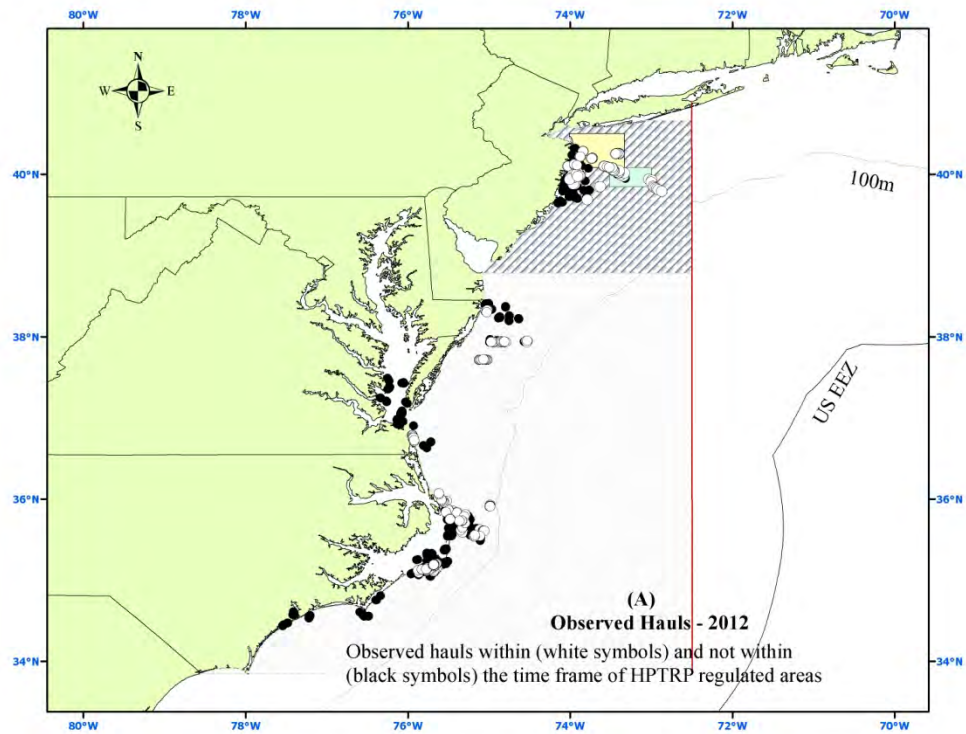 80°W 78°W 76°W 74°W 72°W 70°W
N
W E
S
40°N 40°N
100m
38°N 38°N
US EEZ
36°N 36°N
(A)
Observed Hauls - 2012
Observed hauls within (white symbols) and not within
(black symbols) the time frame of HPTRP regulated areas
34°N 34°N
80°W 78°W 76°W 74°W 72°W 70°W